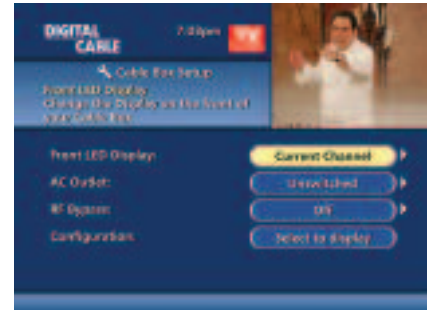 DIGITAL
CABLE
7:00pm
Cable Box Setup
Front LED Display
Change the Display on the front of
your Cable box.
Front LED Display:
Current Channel
AC Outlet:
Unswitched
RF Bypass:
Off
Configuration:
Select to display